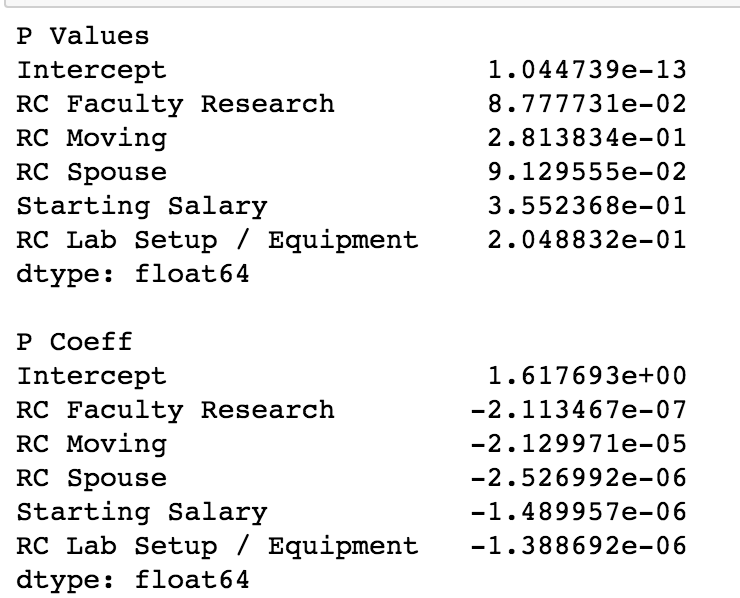 P Values
Intercept 1.044739e-13
RC Faculty Research 8.777731e-02
RC Moving 2.813834e-01
RC Spouse 9.129555e-02
Starting Salary 3.552368e-01
RC Lab Setup / Equipment 2.048832e-01
dtype: float64
P Coeff
Intercept 1.617693e+00
RC Faculty Research -2.113467e-07
RC Moving -2.129971e-05
RC Spouse -2.526992e-06
Starting Salary -1.489957e-06
RC Lab Setup / Equipment -1.388692e-06
dtype: float64